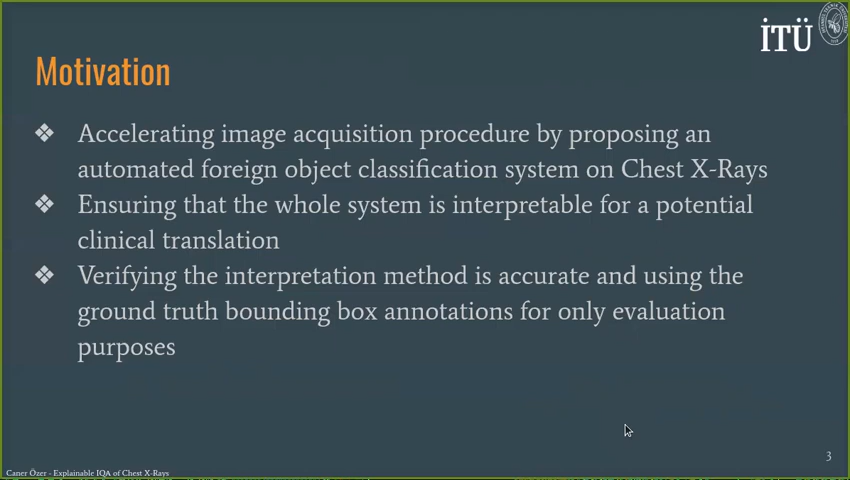 İTÜ
Motivation
❖ Accelerating image acquisition procedure by proposing an
automated foreign object classification system on Chest X-Rays
❖ Ensuring that the whole system is interpretable for a potential
clinical translation
❖ Verifying the interpretation method is accurate and using the
ground truth bounding box annotations for only evaluation
purposes
3
Caner Özer - Explainable IQA of Chest X-Rays